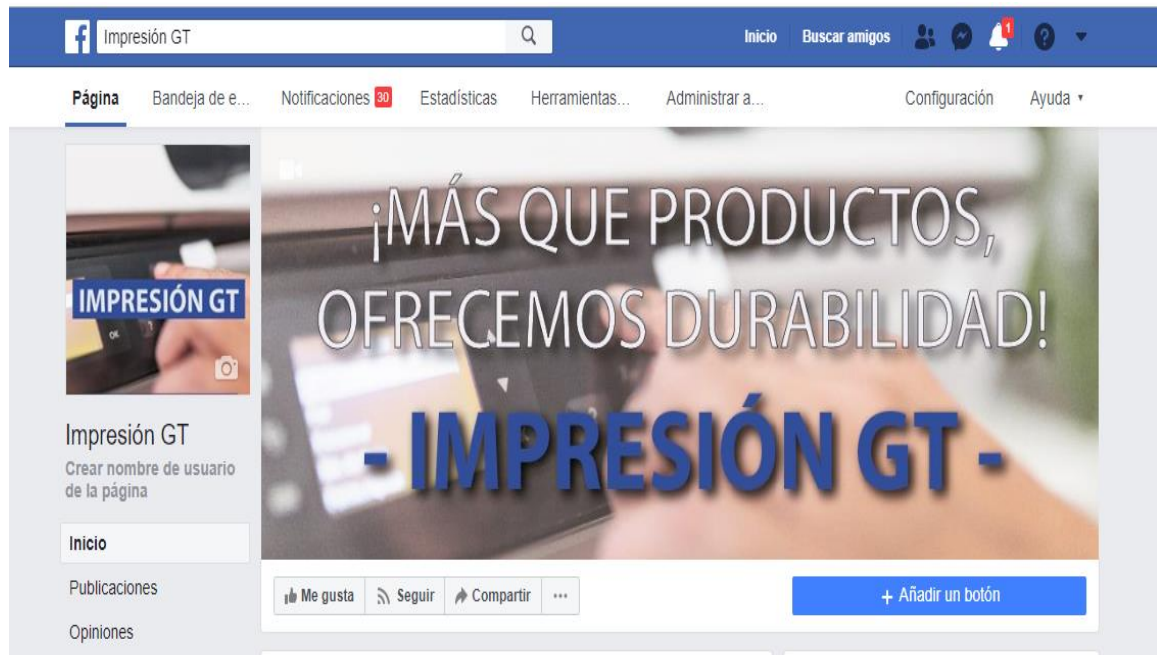 Impresión GT
Inicio Buscar amigos 1
Página Bandeja de e... Notificaciones 30 Estadísticas Herramientas... Administrar a... Configuración Ayuda
IMPRESIÓN GT
OK
?
¡MÁS QUE PRODUCTOS,
OFRECEMOS DURABILIDAD!
- IMPRESIÓN GT -
Impresión GT
Crear nombre de usuario
de la página
Inicio
Publicaciones
Opiniones
Me gusta Seguir Compartir ...
+ Añadir un botón